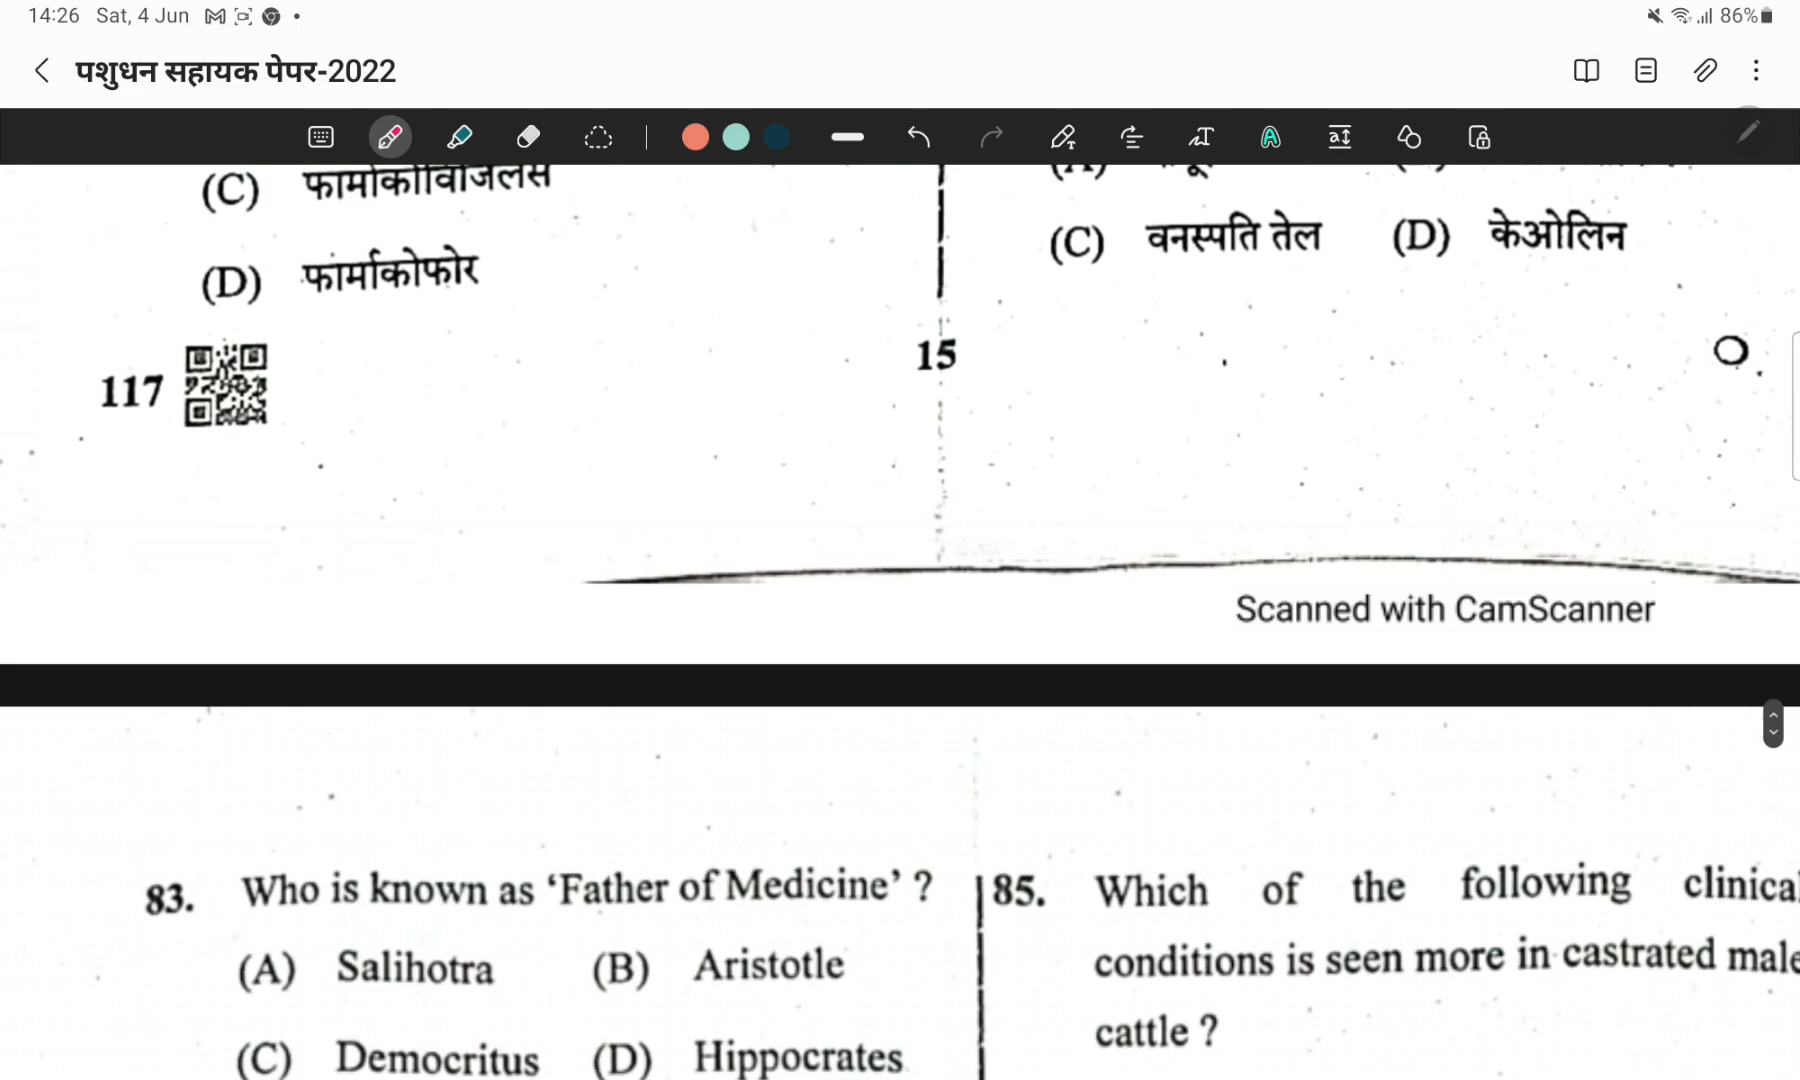 14:26 Sat, 4 Jun
86%
पशुधन सहायक पेपर-2022
(C) फार्माकोविजिलेंस
(D) फार्माकोफोर
(C) वनस्पति तेल (D) केओलिन
117
15
Scanned with CamScanner
83. Who is known as ‘Father of Medicine’ ?
(A) Salihotra (B) Aristotle
(C) Democritus (D) Hippocrates
85. Which of the following clinical
conditions is seen more in castrated male
cattle ?